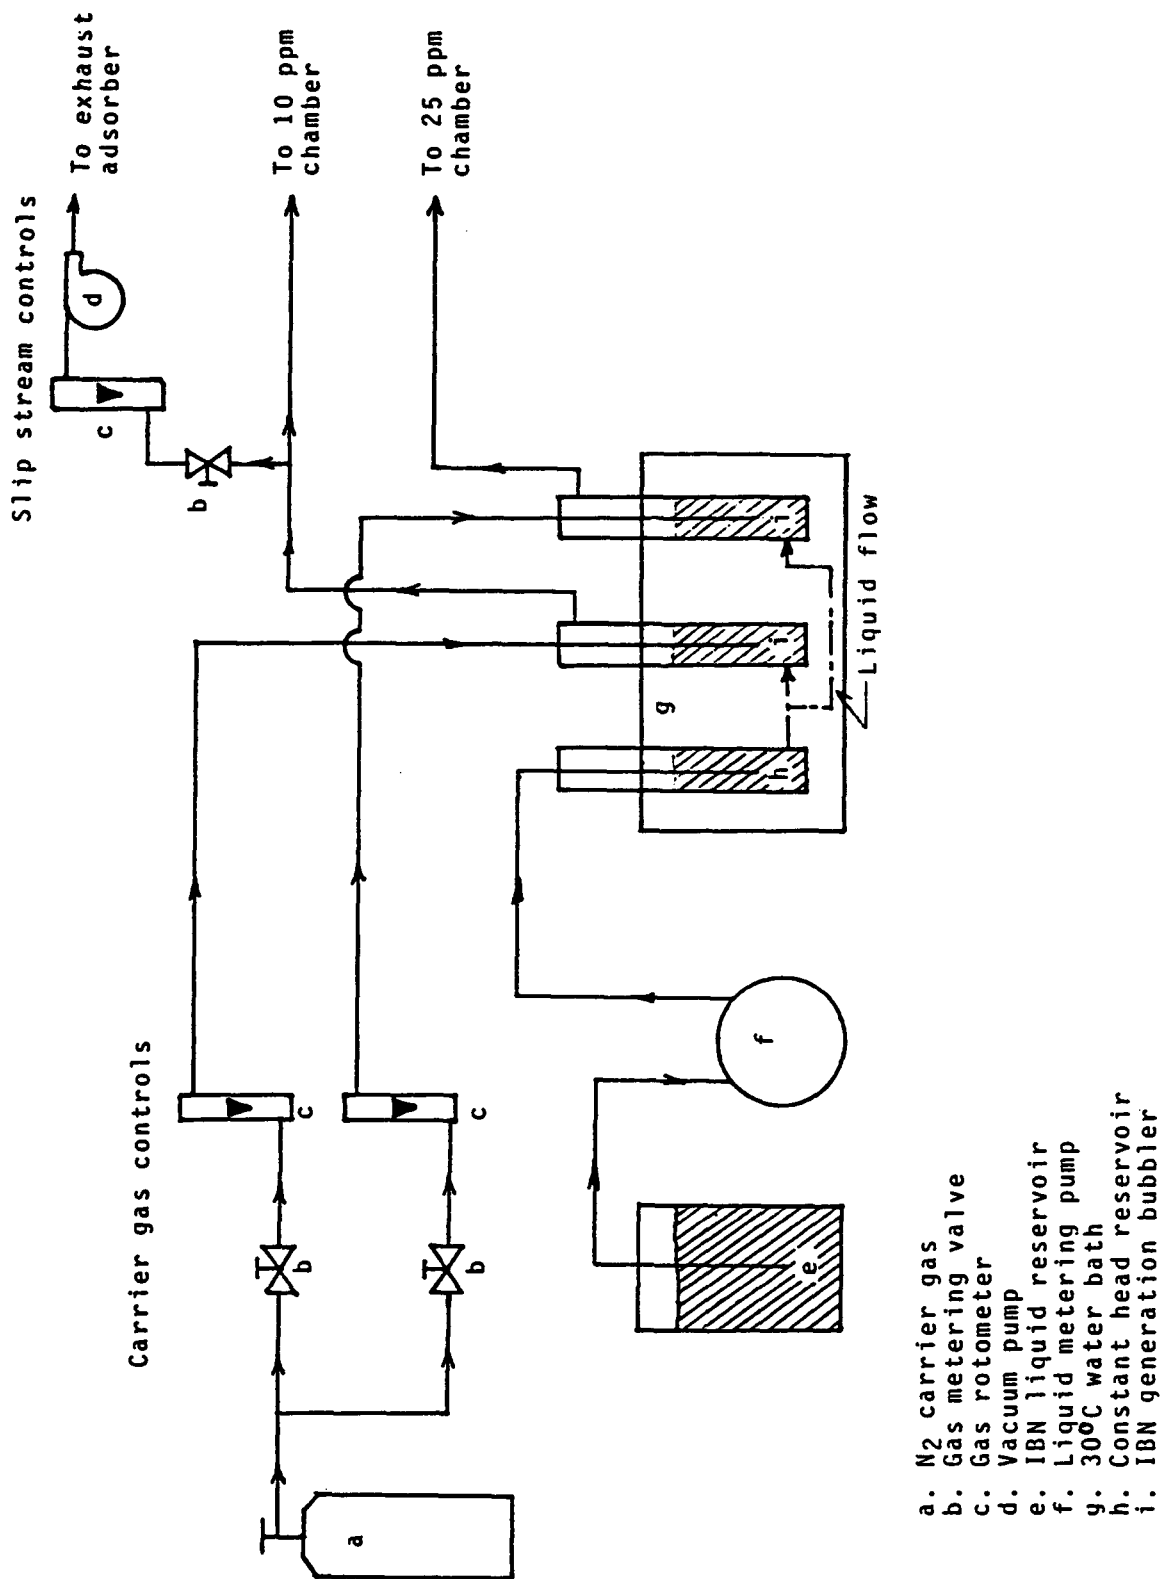 Slip stream controls
To exhaust
adsorber
d
c
b
To 10 ppm
chamber
To 25 ppm
chamber
Carrier gas controls
c
c
b
b
a
i
i
g
h
Liquid flow
f
e
a. N2 carrier gas
b. Gas metering valve
c. Gas rotometer
d. Vacuum pump
e. IBN liquid reservoir
f. Liquid metering pump
g. 30°C water bath
h. Constant head reservoir
i. IBN generation bubbler